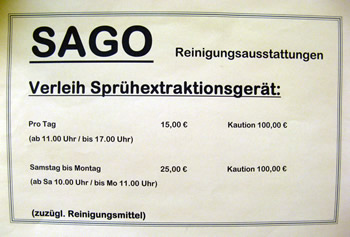 SAGO Reinigungsausstattungen
Verleih Sprühextraktionsgerät:
Pro Tag 15,00 € Kaution 100,00 €
(ab 11.00 Uhr / bis 17.00 Uhr)
Samstag bis Montag 25,00 € Kaution 100,00 €
(ab Sa 10.00 Uhr / bis Mo 11.00 Uhr)
(zuzügl. Reinigungsmittel)